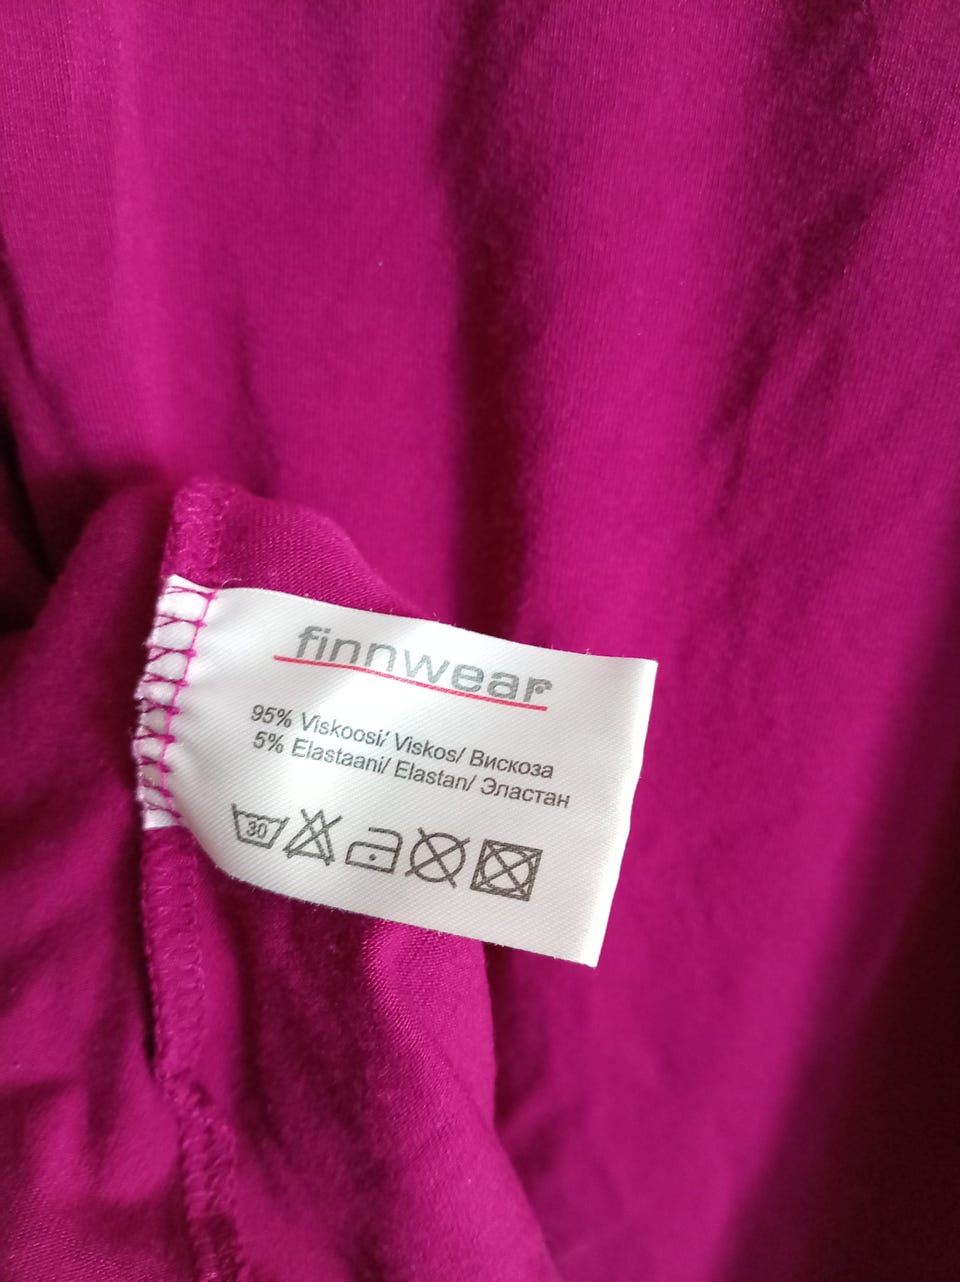 finnwear
95% Viskoosi/ Viskos/ Вискоза
5% Elastaani/ Elastan/ Эластан
30